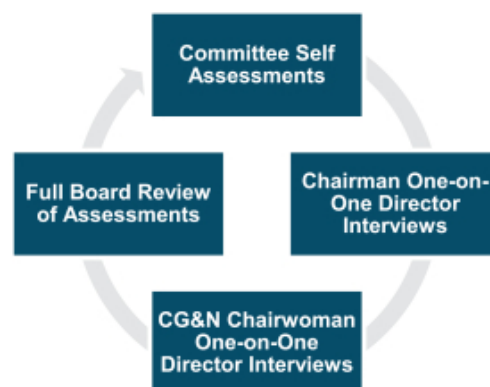 Committee Self
Assessments
Chairman One-on-
One Director
Interviews
CG&N Chairwoman
One-on-One
Director Interviews
Full Board Review
of Assessments